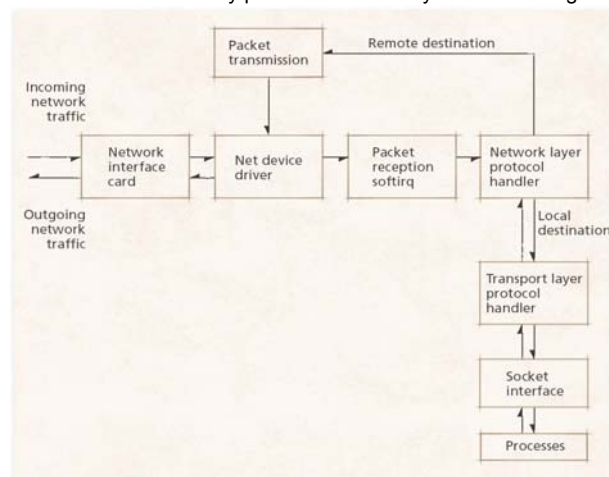 Packet
transmission
Remote destination
Incoming
network
traffic
Network
interface
card
Net device
driver
Packet
reception
softirq
Network layer
protocol
handler
Outgoing
network
traffic
Local
destination
Transport layer
protocol
handler
Socket
interface
Processes